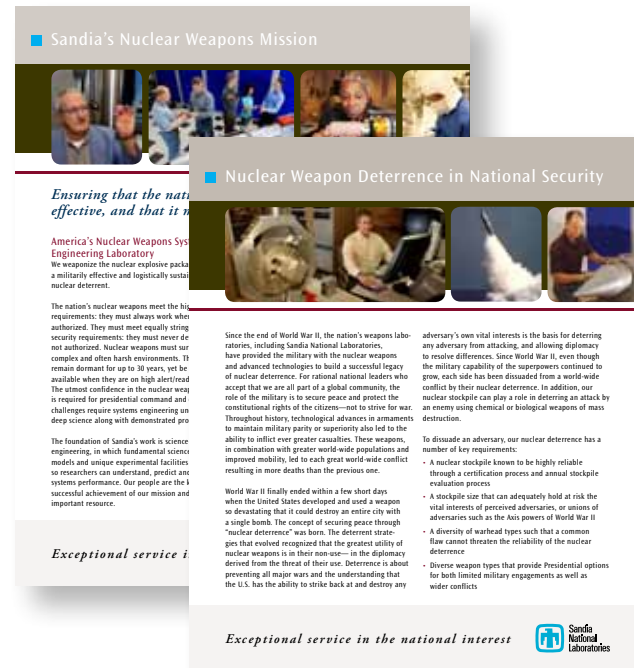 Sandia's Nuclear Weapons Mission
Ensuring that the nati
effective, and that it
America's Nuclear Weapons Syst
Engineering Laboratory
We weaponize the nuclear explosive packa
a militarily effective and logistically sustai
nuclear deterrent.
The nation's nuclear weapons meet the hig
requirements: they must always work whe
authorized. They must meet equally string
security requirements: they must never de
not authorized. Nuclear weapons must sur
complex and often harsh environments. Th
remain dormant for up to 30 years, yet be
available when they are on high alert/read
The utmost confidence in the nuclear weap
is required for presidential command and
challenges require systems engineering un
deep science along with demonstrated pro
The foundation of Sandia's work is science
engineering, in which fundamental science
models and unique experimental facilities
so researchers can understand, predict and
systems performance. Our people are the k
successful achievement of our mission and
important resource.
Exceptional service i
Nuclear Weapon Deterrence in National Security
Since the end of World War II, the nation's weapons labo-
ratories, including Sandia National Laboratories,
have provided the military with the nuclear weapons
and advanced technologies to build a successful legacy
of nuclear deterrence. For rational national leaders who
accept that we are all part of a global community, the
role of the military is to secure peace and protect the
constitutional rights of the citizens—not to strive for war.
Throughout history, technological advances in armaments
to maintain military parity or superiority also led to the
ability to inflict ever greater casualties. These weapons,
in combination with greater world-wide populations and
improved mobility, led to each great world-wide conflict
resulting in more deaths than the previous one.
World War II finally ended within a few short days
when the United States developed and used a weapon
so devastating that it could destroy an entire city with
a single bomb. The concept of securing peace through
"nuclear deterrence" was born. The deterrent strate-
gies that evolved recognized that the greatest utility of
nuclear weapons is in their non-use— in the diplomacy
derived from the threat of their use. Deterrence is about
preventing all major wars and the understanding that
the U.S. has the ability to strike back at and destroy any
adversary's own vital interests is the basis for deterring
any adversary from attacking, and allowing diplomacy
to resolve differences. Since World War II, even though
the military capability of the superpowers continued to
grow, each side has been dissuaded from a world-wide
conflict by their nuclear deterrence. In addition, our
nuclear stockpile can play a role in deterring an attack by
an enemy using chemical or biological weapons of mass
destruction.
To dissuade an adversary, our nuclear deterrence has a
number of key requirements:
• A nuclear stockpile known to be highly reliable
through a certification process and annual stockpile
evaluation process
• A stockpile size that can adequately hold at risk the
vital interests of perceived adversaries, or unions of
adversaries such as the Axis powers of World War II
• A diversity of warhead types such that a common
flaw cannot threaten the reliability of the nuclear
deterrence
• Diverse weapon types that provide Presidential options
for both limited military engagements as well as
wider conflicts
Exceptional service in the national interest
Sandia
National
Laboratories